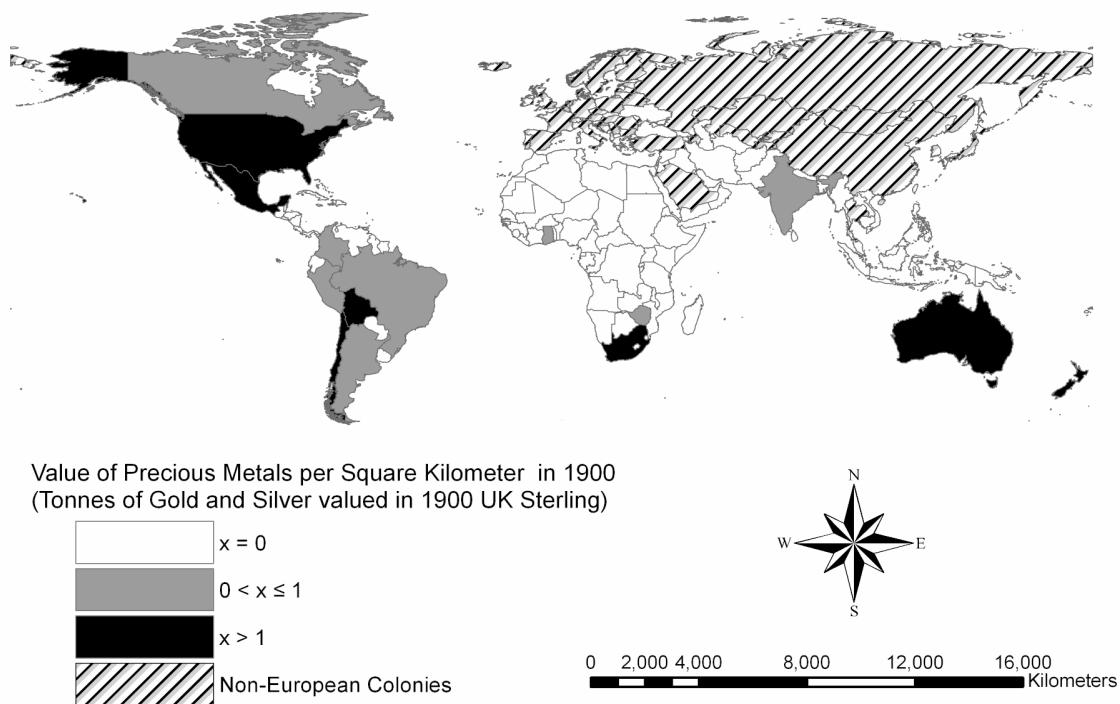 Value of Precious Metals per Square Kilometer in 1900
(Tonnes of Gold and Silver valued in 1900 UK Sterling)
x = 0
0 < x ≤ 1
x > 1
Non-European Colonies
N
W E
S
0 2,000 4,000 8,000 12,000 16,000
Kilometers